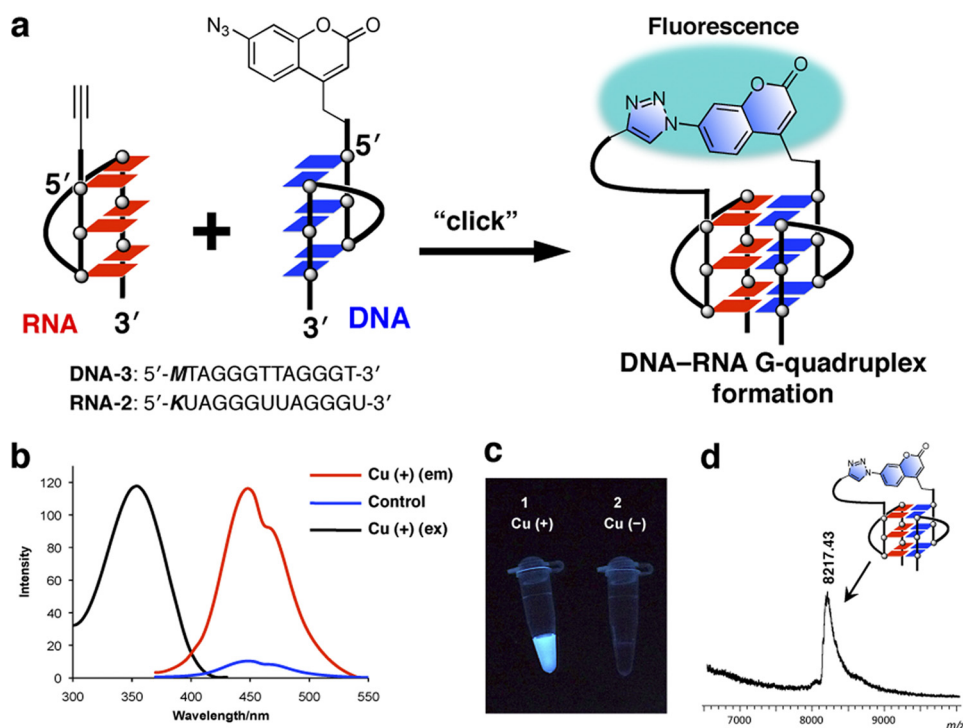 a
N₃
O
O
5′
5′
RNA
3′
+
3′
DNA
"click"
Fluorescence
N
N
N
O
O
DNA–RNA G-quadruplex
formation
DNA-3: 5′-MTAGGGTTAGGGT-3′
RNA-2: 5′-KUAGGGUUAGGGU-3′
b
Cu (+) (em)
Control
Cu (+) (ex)
Intensity
120
100
80
60
40
20
0
300
350
400
450
500
550
Wavelength/nm
c
1
2
Cu (+)
Cu (–)
d
N
N
N
O
O
8217.43
7000
8000
9000
m/z